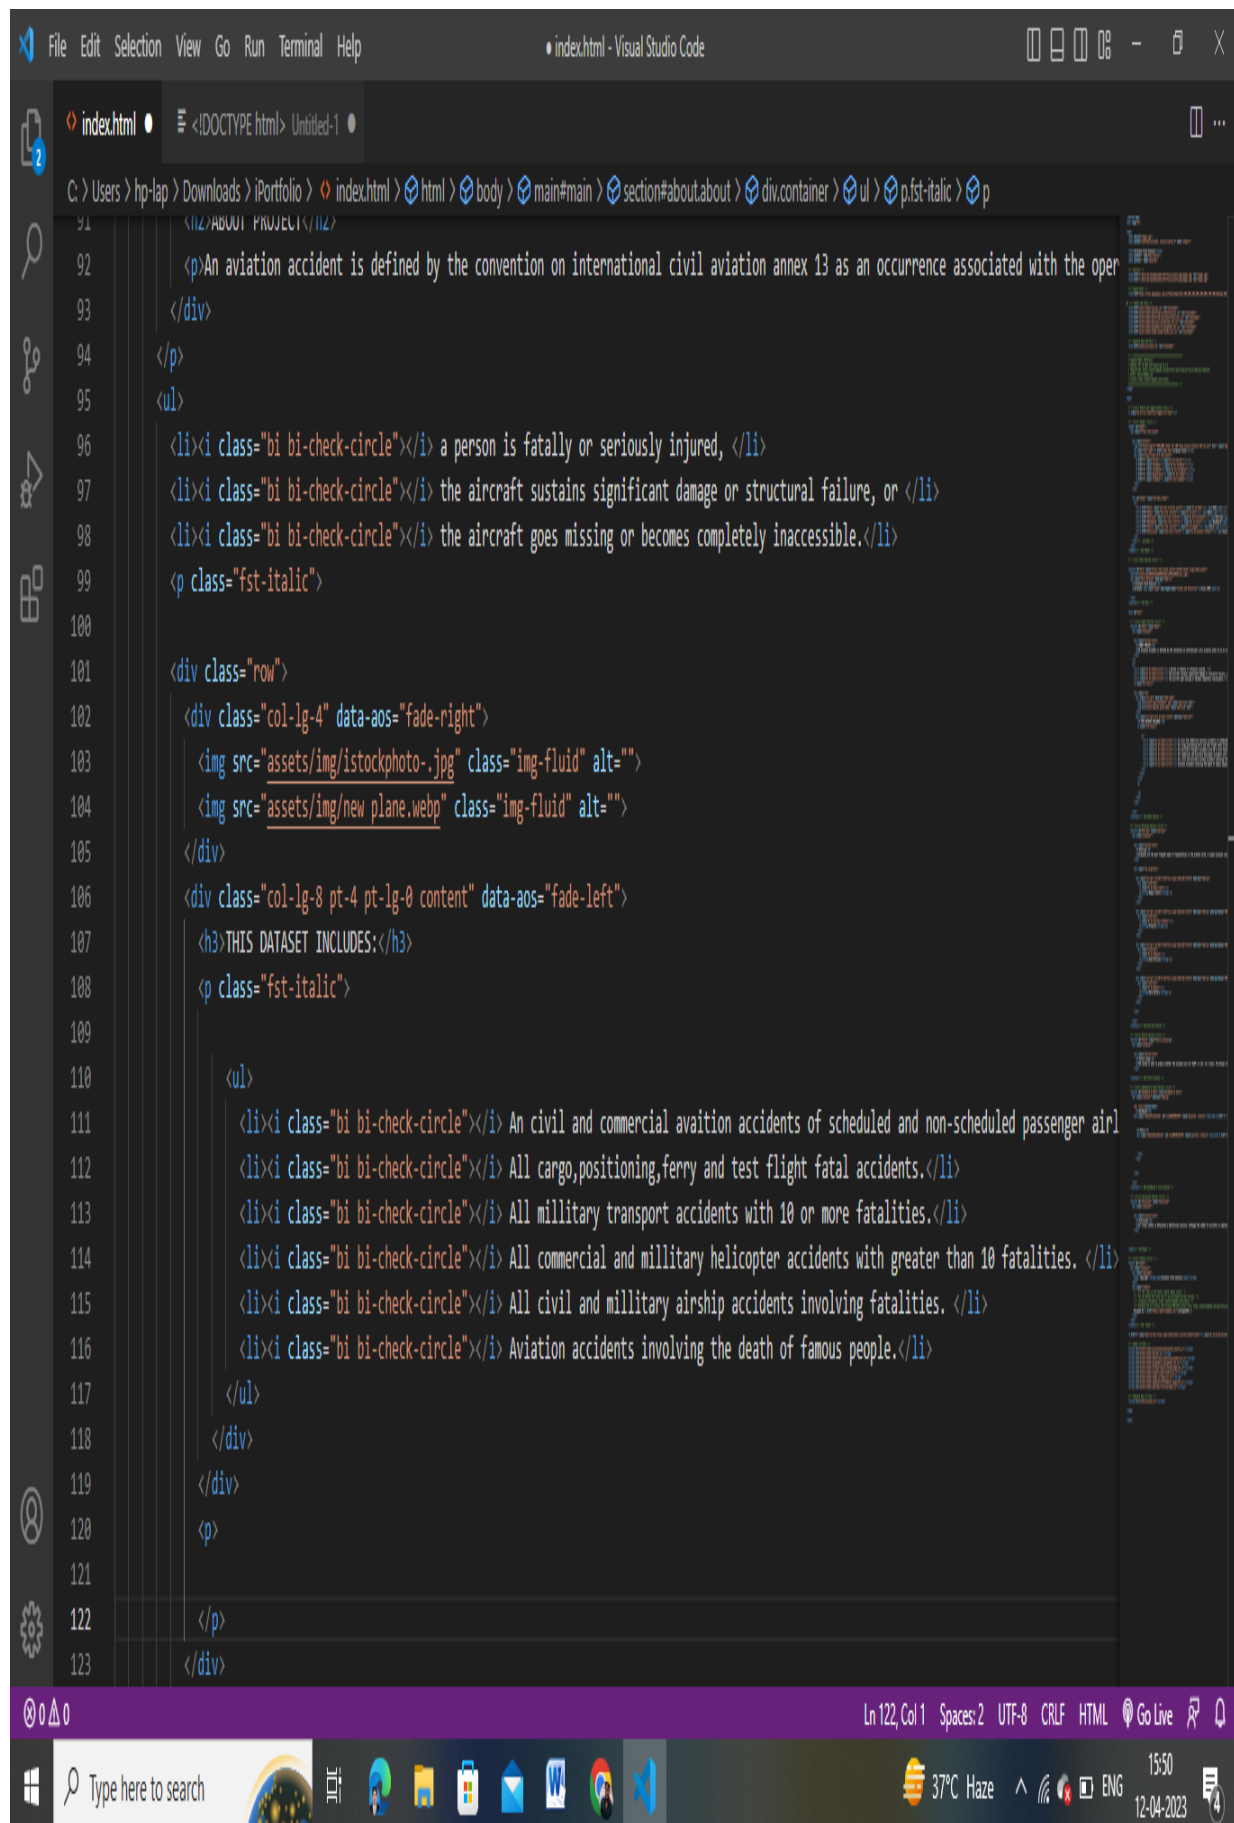 File Edit Selection View Go Run Terminal Help ● index.html - Visual Studio Code
index.html ● <!DOCTYPE html> Untitled-1 ●
C: > Users > hp-lap > Downloads > iPortfolio > index.html > html > body > main#main > section#about.about > div.container > ul > p.fst-italic > p
91 <h2>ABOUT PROJECT</h2>
92 <p>An aviation accident is defined by the convention on international civil aviation annex 13 as an occurrence associated with the oper
93 </div>
94 </p>
95 <ul>
96 <li><i class="bi bi-check-circle"></i> a person is fatally or seriously injured, </li>
97 <li><i class="bi bi-check-circle"></i> the aircraft sustains significant damage or structural failure, or </li>
98 <li><i class="bi bi-check-circle"></i> the aircraft goes missing or becomes completely inaccessible.</li>
99 <p class="fst-italic">
100
101 <div class="row">
102 <div class="col-lg-4" data-aos="fade-right">
103 <img src="assets/img/istockphoto-.jpg" class="img-fluid" alt="">
104 <img src="assets/img/new plane.webp" class="img-fluid" alt="">
105 </div>
106 <div class="col-lg-8 pt-4 pt-lg-0 content" data-aos="fade-left">
107 <h3>THIS DATASET INCLUDES:</h3>
108 <p class="fst-italic">
109
110 <ul>
111 <li><i class="bi bi-check-circle"></i> An civil and commercial avaition accidents of scheduled and non-scheduled passenger airl
112 <li><i class="bi bi-check-circle"></i> All cargo,positioning,ferry and test flight fatal accidents.</li>
113 <li><i class="bi bi-check-circle"></i> All millitary transport accidents with 10 or more fatalities.</li>
114 <li><i class="bi bi-check-circle"></i> All commercial and millitary helicopter accidents with greater than 10 fatalities. </li>
115 <li><i class="bi bi-check-circle"></i> All civil and millitary airship accidents involving fatalities. </li>
116 <li><i class="bi bi-check-circle"></i> Aviation accidents involving the death of famous people.</li>
117 </ul>
118 </div>
119 </div>
120 <p>
121
122 </p>
123 </div>
2
0 0 Ln 122, Col 1 Spaces: 2 UTF-8 CRLF HTML Go Live
Type here to search 37°C Haze ENG 15:50
12-04-2023 4